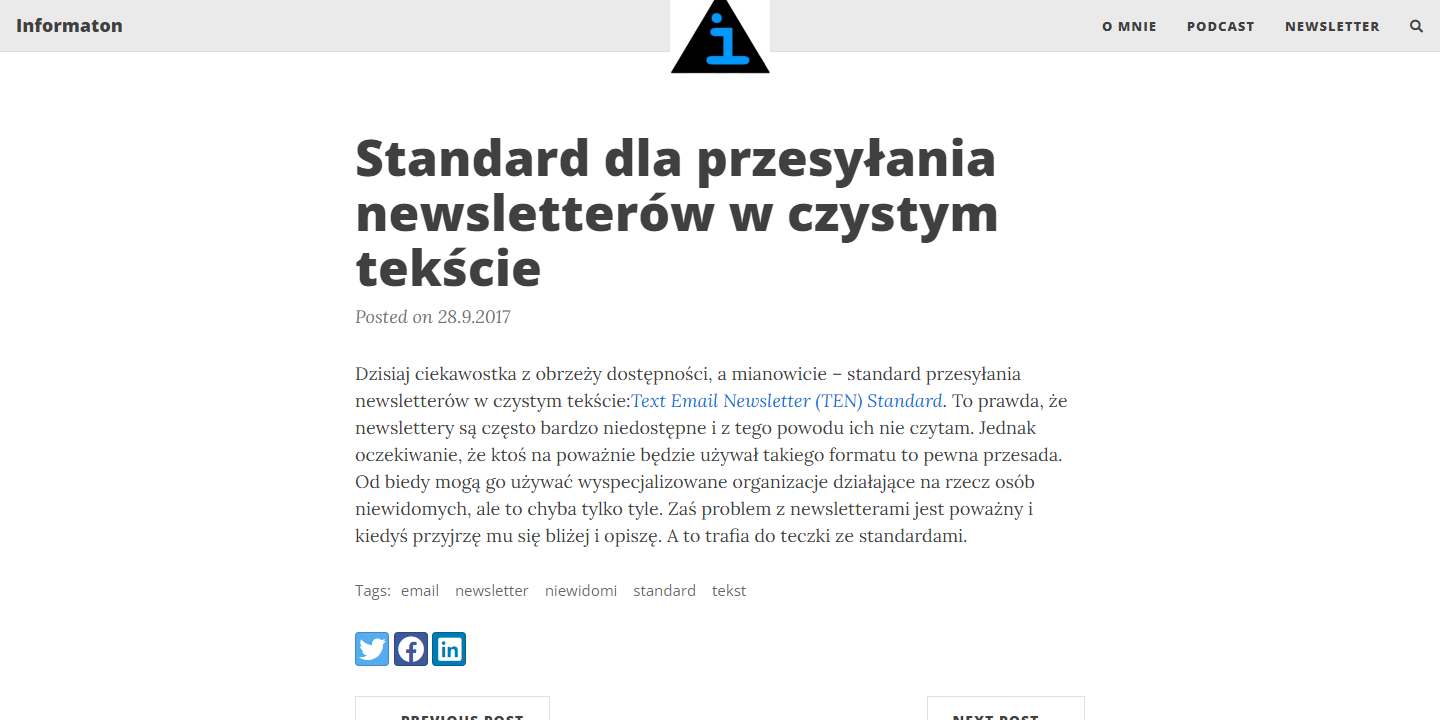 Informaton
i
O MNIE
PODCAST
NEWSLETTER
Standard dla przesyłania
newsletterów w czystym
tekście
Posted on 28.9.2017
Dzisiaj ciekawostka z obrzeży dostępności, a mianowicie – standard przesyłania
newsletterów w czystym tekście:Text Email Newsletter (TEN) Standard. To prawda, że
newslettery są często bardzo niedostępne i z tego powodu ich nie czytam. Jednak
oczekiwanie, że ktoś na poważnie będzie używał takiego formatu to pewna przesada.
Od biedy mogą go używać wyspecjalizowane organizacje działające na rzecz osób
niewidomych, ale to chyba tylko tyle. Zaś problem z newsletterami jest poważny i
kiedyś przyjrzę mu się bliżej i opiszę. A to trafia do teczki ze standardami.
Tags: email newsletter niewidomi standard tekst
in
PREVIOUS POST
NEXT POST